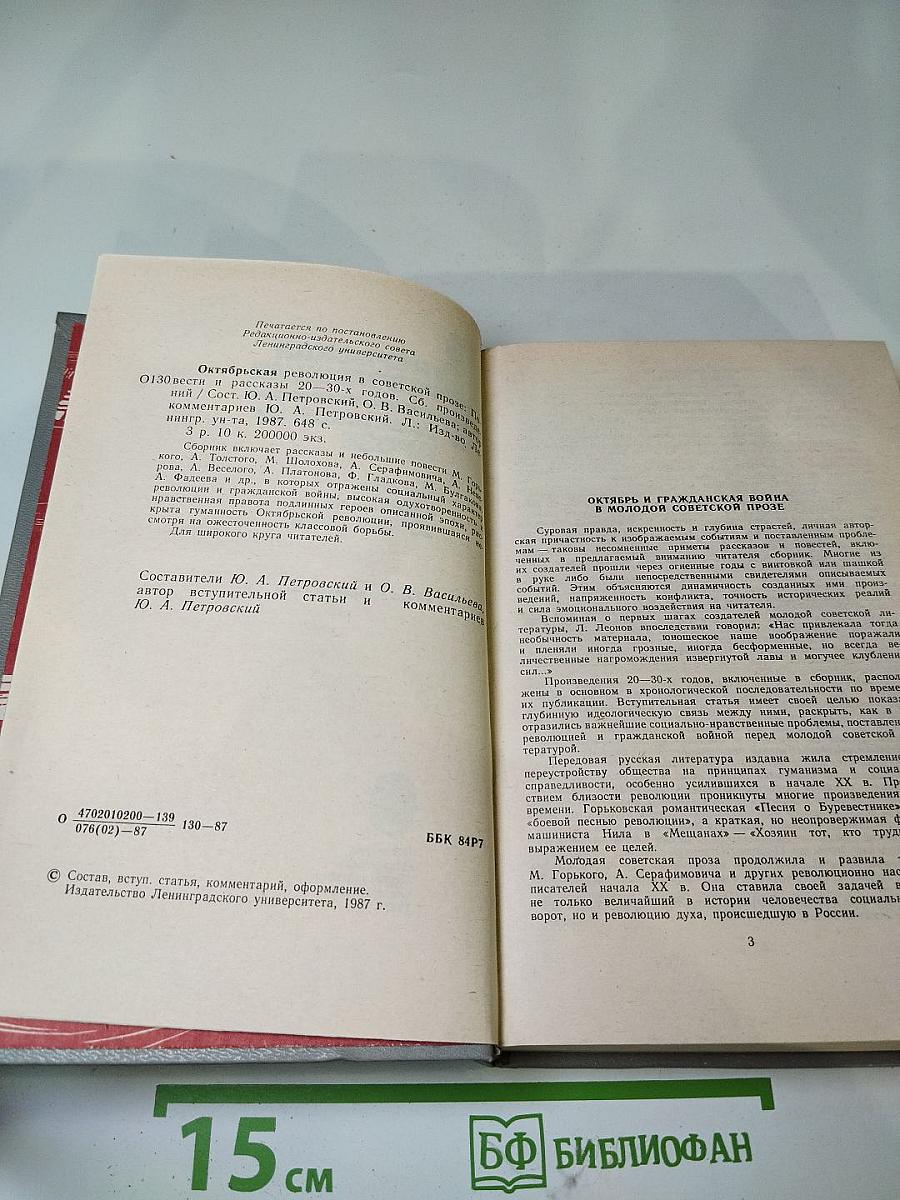 Печатается по постановлению
Редакционно-издательского совета
Ленинградского университета
Октябрьская революция в советской прозе: По-
О130 вести и рассказы 20—30-х годов. Сб. произведе-
ний / Сост. Ю. А. Петровский, О. В. Васильева; автор
комментариев Ю. А. Петровский. Л.: Изд-во Ле-
нингр. ун-та, 1987. 648 с.
3 р. 10 к. 200000 экз.
Сборник включает рассказы и небольшие повести М. Горь-
кого, А. Толстого, М. Шолохова, А. Серафимовича, А. Неве-
рова, А. Веселого, А. Платонова, Ф. Гладкова, М. Булгакова,
А. Фадеева и др., в которых отражены социальный характер
революции и гражданской войны, высокая одухотворенность и
нравственная правота подлинных героев описанной эпохи, рас-
крыта гуманность Октябрьской революции, проявившаяся не-
смотря на ожесточенность классовой борьбы.
Для широкого круга читателей.
Составители Ю. А. Петровский и О. В. Васильева,
автор вступительной статьи и комментариев
Ю. А. Петровский
О 4702010200—139
076(02)—87 130—87
ББК 84Р7
© Состав, вступ. статья, комментарий, оформление.
Издательство Ленинградского университета, 1987 г.
ОКТЯБРЬ И ГРАЖДАНСКАЯ ВОЙНА
В МОЛОДОЙ СОВЕТСКОЙ ПРОЗЕ
Суровая правда, искренность и глубина страстей, личная автор-
ская причастность к изображаемым событиям и поставленным пробле-
мам — таковы несомненные приметы рассказов и повестей, вклю-
ченных в предлагаемый вниманию читателя сборник. Многие из
их создателей прошли через огненные годы с винтовкой или шашкой
в руке либо были непосредственными свидетелями описываемых
событий. Этим объясняются динамичность созданных ими произ-
ведений, напряженность конфликта, точность исторических реалий
и сила эмоционального воздействия на читателя.
Вспоминая о первых шагах создателей молодой советской ли-
тературы, Л. Леонов впоследствии говорил: «Нас привлекала тогда
необычность материала, юношеское наше воображение поражали
и пленяли иногда грозные, иногда бесформенные, но всегда ве-
личественные нагромождения извергнутой лавы и могучее клублени
сил...»
Произведения 20—30-х годов, включенные в сборник, распол
жены в основном в хронологической последовательности по време
их публикации. Вступительная статья имеет своей целью показа
глубинную идеологическую связь между ними, раскрыть, как в
отразились важнейшие социально-нравственные проблемы, поставлен
революцией и гражданской войной перед молодой советской
тературой.
Передовая русская литература издавна жила стремление
переустройству общества на принципах гуманизма и социа
справедливости, особенно усилившихся в начале XX в. Пр
ствием близости революции проникнуты многие произведения
времени. Горьковская романтическая «Песня о Буревестнике»
«боевой песнью революции», а краткая, но неопровержимая ф
машиниста Нила в «Мещанах» — «Хозяин тот, кто труд
выражением ее целей.
Молодая советская проза продолжила и развила
М. Горького, А. Серафимовича и других революционно нас
писателей начала XX в. Она ставила своей задачей в
не только величайший в истории человечества социаль
ворот, но и революцию духа, происшедшую в России.
3
15 см
БФ БИБЛИОФАН